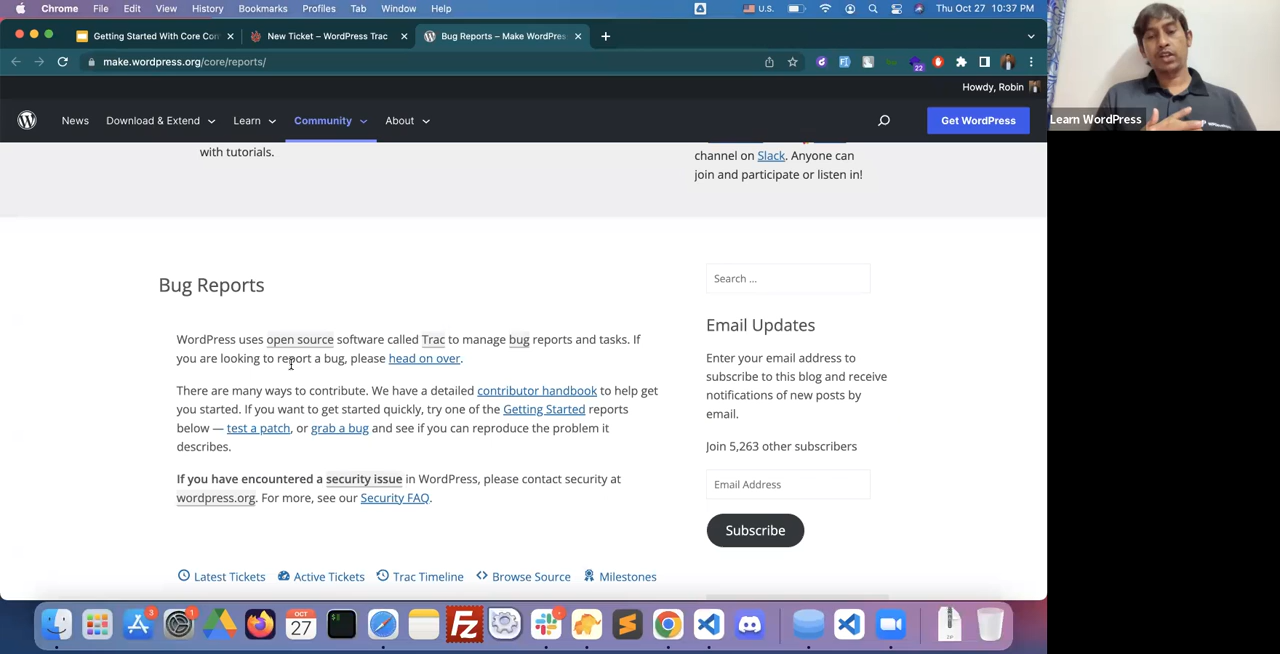 Chrome File Edit View History Bookmarks Profiles Tab Window Help U.S. Thu Oct 27 10:37 PM
Getting Started With Core Con New Ticket – WordPress Trac Bug Reports – Make WordPres
make.wordpress.org/core/reports/
22
Howdy, Robin
News Download & Extend Learn Community About Get WordPress
Learn WordPress
with tutorials.
channel on Slack. Anyone can
join and participate or listen in!
Bug Reports
WordPress uses open source software called Trac to manage bug reports and tasks. If
you are looking to report a bug, please head on over.
There are many ways to contribute. We have a detailed contributor handbook to help get
you started. If you want to get started quickly, try one of the Getting Started reports
below — test a patch, or grab a bug and see if you can reproduce the problem it
describes.
If you have encountered a security issue in WordPress, please contact security at
wordpress.org. For more, see our Security FAQ.
Latest Tickets Active Tickets Trac Timeline Browse Source Milestones
Search ...
Email Updates
Enter your email address to
subscribe to this blog and receive
notifications of new posts by
email.
Join 5,263 other subscribers
Email Address
Subscribe
3
1
OCT
27
Fz
ZIP